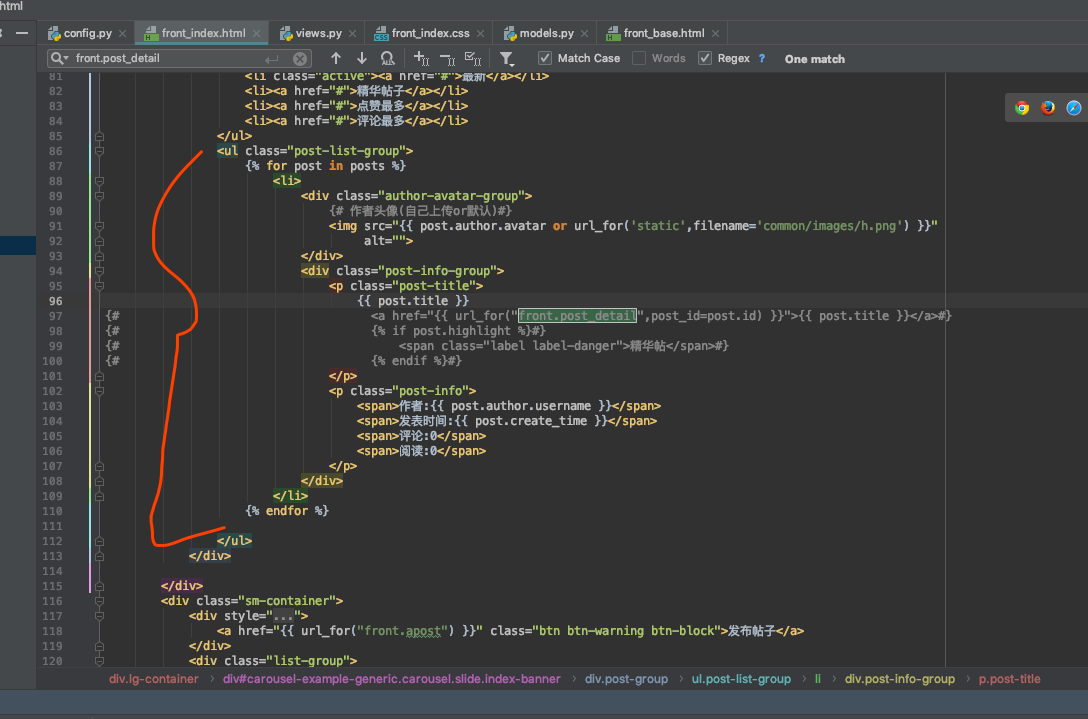 html
config.py front_index.html views.py front_index.css models.py front_base.html
front.post_detail Match Case Words Regex ? One match
81 <li class="active"><a href="#">最新</a></li>
82 <li><a href="#">精华帖子</a></li>
83 <li><a href="#">点赞最多</a></li>
84 <li><a href="#">评论最多</a></li>
85 </ul>
86 <ul class="post-list-group">
87 {% for post in posts %}
88 <li>
89 <div class="author-avatar-group">
90 {# 作者头像(自己上传or默认)#}
91 <img src="{{ post.author.avatar or url_for('static',filename='common/images/h.png') }}"
92 alt="">
93 </div>
94 <div class="post-info-group">
95 <p class="post-title">
96 {{ post.title }}
97 {# <a href="{{ url_for("front.post_detail",post_id=post.id) }}">{{ post.title }}</a>#}
98 {# {% if post.highlight %}#}
99 {# <span class="label label-danger">精华帖</span>#}
100 {# {% endif %}#}
101 </p>
102 <p class="post-info">
103 <span>作者:{{ post.author.username }}</span>
104 <span>发表时间:{{ post.create_time }}</span>
105 <span>评论:0</span>
106 <span>阅读:0</span>
107 </p>
108 </div>
109 </li>
110 {% endfor %}
111
112 </ul>
113 </div>
114
115 </div>
116 <div class="sm-container">
117 <div style="...">
118 <a href="{{ url_for("front.apost") }}" class="btn btn-warning btn-block">发布帖子</a>
119 </div>
120 <div class="list-group">
div.lg-container › div#carousel-example-generic.carousel.slide.index-banner › div.post-group › ul.post-list-group › li › div.post-info-group › p.post-title